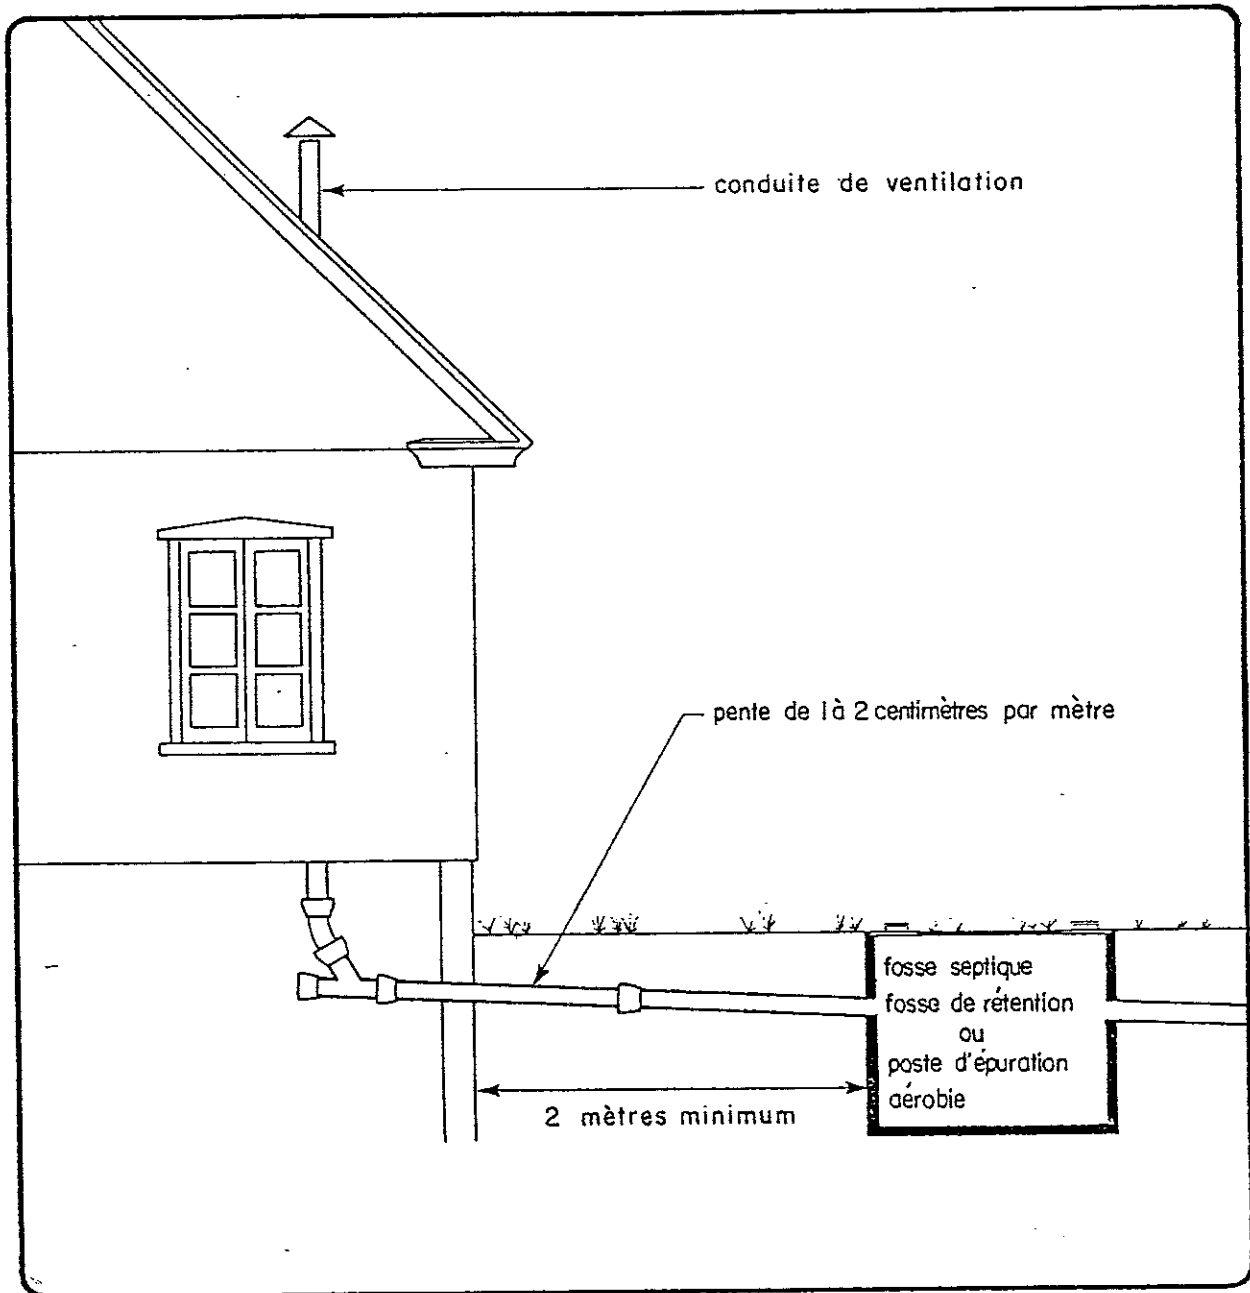 conduite de ventilation
pente de 1 à 2 centimètres par mètre
fosse septique
fosse de rétention
ou
poste d'épuration
aérobie
2 mètres minimum